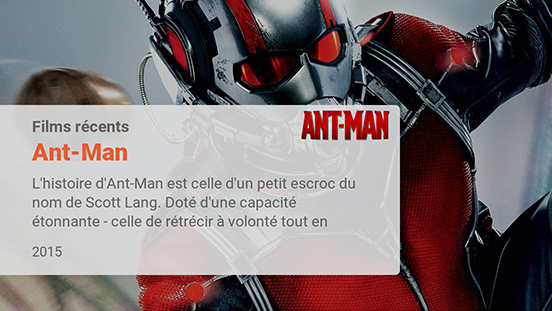 Films récents
ANT-MAN
Ant-Man
L'histoire d'Ant-Man est celle d'un petit escroc du
nom de Scott Lang. Doté d'une capacité
étonnante - celle de rétrécir à volonté tout en
2015